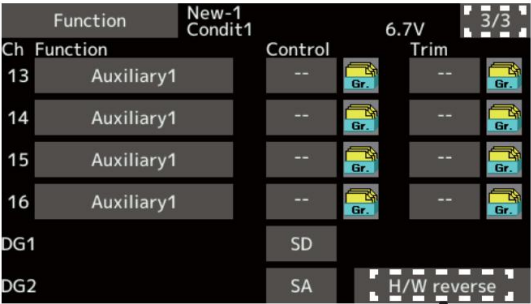 Function New-1 Condit1 6.7V 3/3
Ch Function Control Trim
13 Auxiliary1 -- Gr. -- Gr.
14 Auxiliary1 -- Gr. -- Gr.
15 Auxiliary1 -- Gr. -- Gr.
16 Auxiliary1 -- Gr. -- Gr.
DG1 SD
DG2 SA H/W reverse